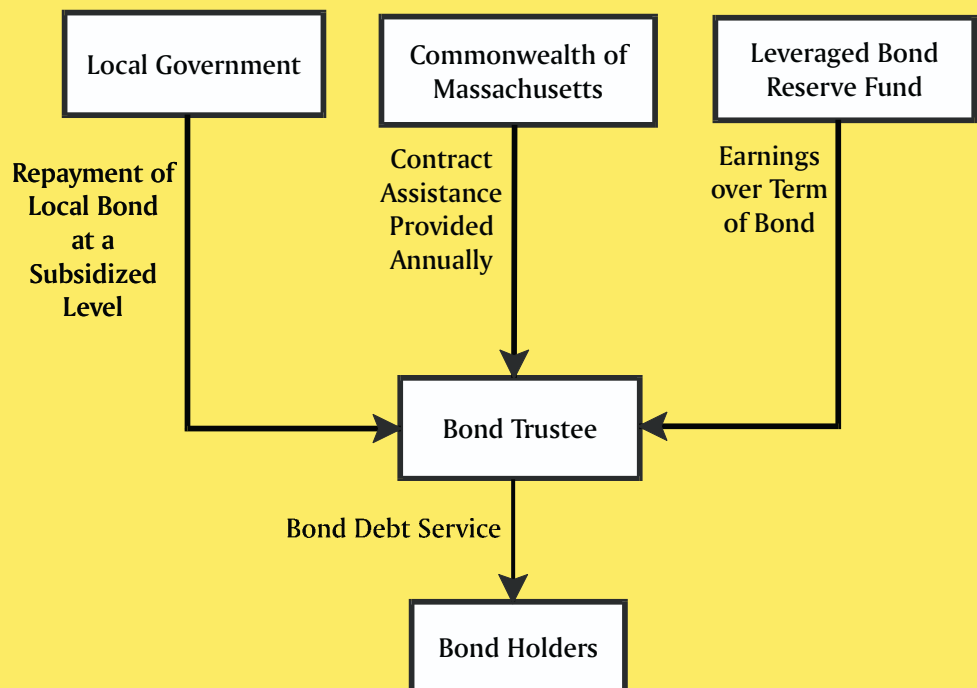 Local Government
Commonwealth of
Massachusetts
Leveraged Bond
Reserve Fund
Repayment of
Local Bond
at a
Subsidized
Level
Contract
Assistance
Provided
Annually
Earnings
over Term
of Bond
Bond Trustee
Bond Debt Service
Bond Holders